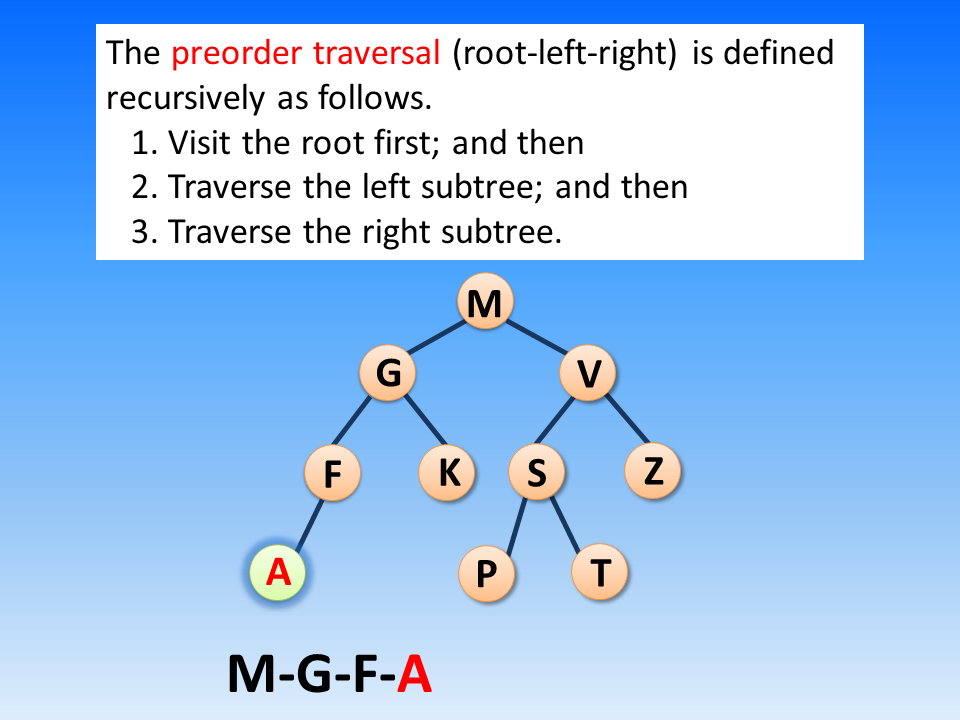 The preorder traversal (root-left-right) is defined
recursively as follows.
1. Visit the root first; and then
2. Traverse the left subtree; and then
3. Traverse the right subtree.
M
G V
F K S Z
A P T
M-G-F-A